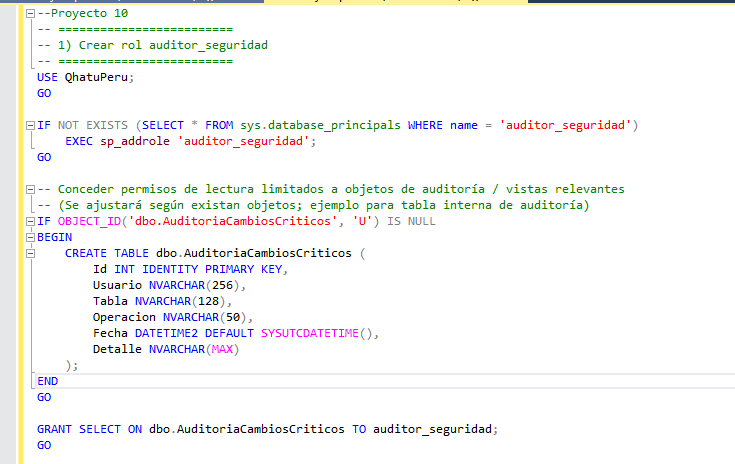 --Proyecto 10
-- =========================
-- 1) Crear rol auditor_seguridad
-- =========================
USE QhatuPeru;
GO
IF NOT EXISTS (SELECT * FROM sys.database_principals WHERE name = 'auditor_seguridad')
EXEC sp_addrole 'auditor_seguridad';
GO
-- Conceder permisos de lectura limitados a objetos de auditoría / vistas relevantes
-- (Se ajustará según existan objetos; ejemplo para tabla interna de auditoría)
IF OBJECT_ID('dbo.AuditoriaCambiosCriticos', 'U') IS NULL
BEGIN
CREATE TABLE dbo.AuditoriaCambiosCriticos (
Id INT IDENTITY PRIMARY KEY,
Usuario NVARCHAR(256),
Tabla NVARCHAR(128),
Operacion NVARCHAR(50),
Fecha DATETIME2 DEFAULT SYSUTCDATETIME(),
Detalle NVARCHAR(MAX)
);
END
GO
GRANT SELECT ON dbo.AuditoriaCambiosCriticos TO auditor_seguridad;
GO